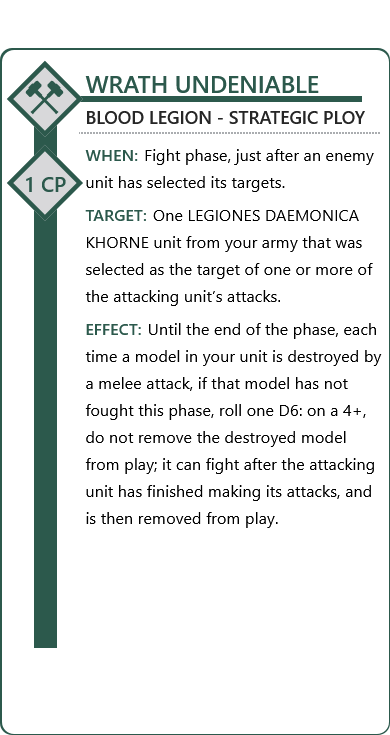 WRATH UNDENIABLE
BLOOD LEGION - STRATEGIC PLOY
1 CP
WHEN: Fight phase, just after an enemy
unit has selected its targets.
TARGET: One LEGIONES DAEMONICA
KHORNE unit from your army that was
selected as the target of one or more of
the attacking unit’s attacks.
EFFECT: Until the end of the phase, each
time a model in your unit is destroyed by
a melee attack, if that model has not
fought this phase, roll one D6: on a 4+,
do not remove the destroyed model
from play; it can fight after the attacking
unit has finished making its attacks, and
is then removed from play.